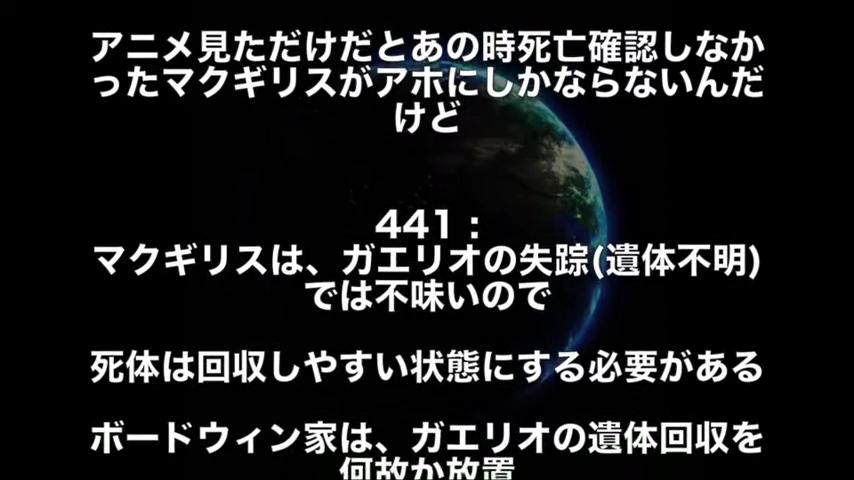 アニメ見ただけだとあの時死亡確認しなか
ったマクギリスがアホにしかならないんだ
けど
441：
マクギリスは、ガエリオの失踪(遺体不明)
では不味いので
死体は回収しやすい状態にする必要がある
ボードウィン家は、ガエリオの遺体回収を
何故か放置